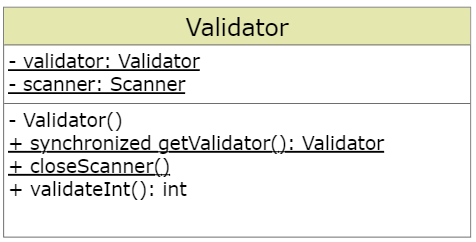 Validator
- validator: Validator
- scanner: Scanner
- Validator()
+ synchronized getValidator(): Validator
+ closeScanner()
+ validateInt(): int